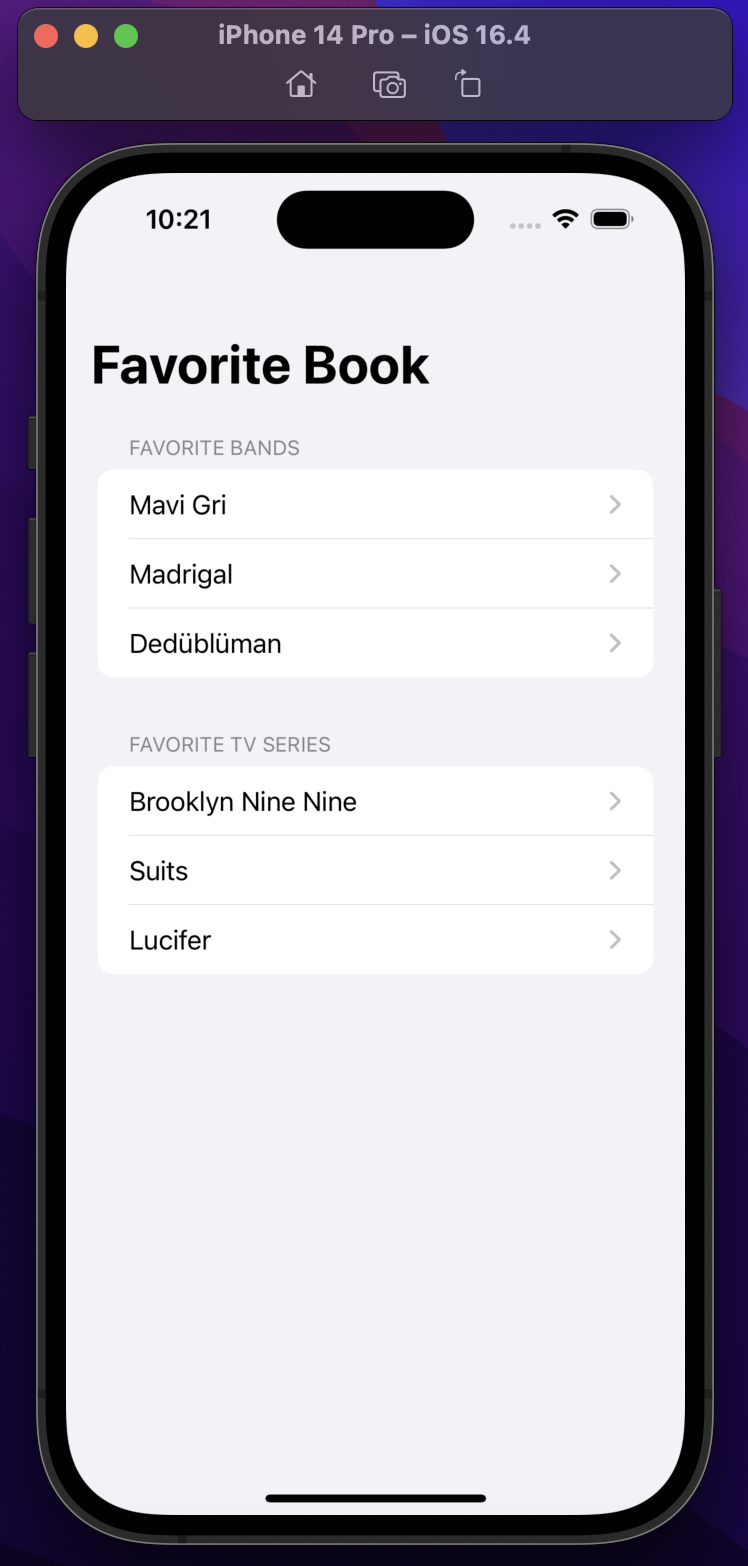 iPhone 14 Pro – iOS 16.4
10:21
Favorite Book
FAVORITE BANDS
Mavi Gri
Madrigal
Dedüblüman
FAVORITE TV SERIES
Brooklyn Nine Nine
Suits
Lucifer